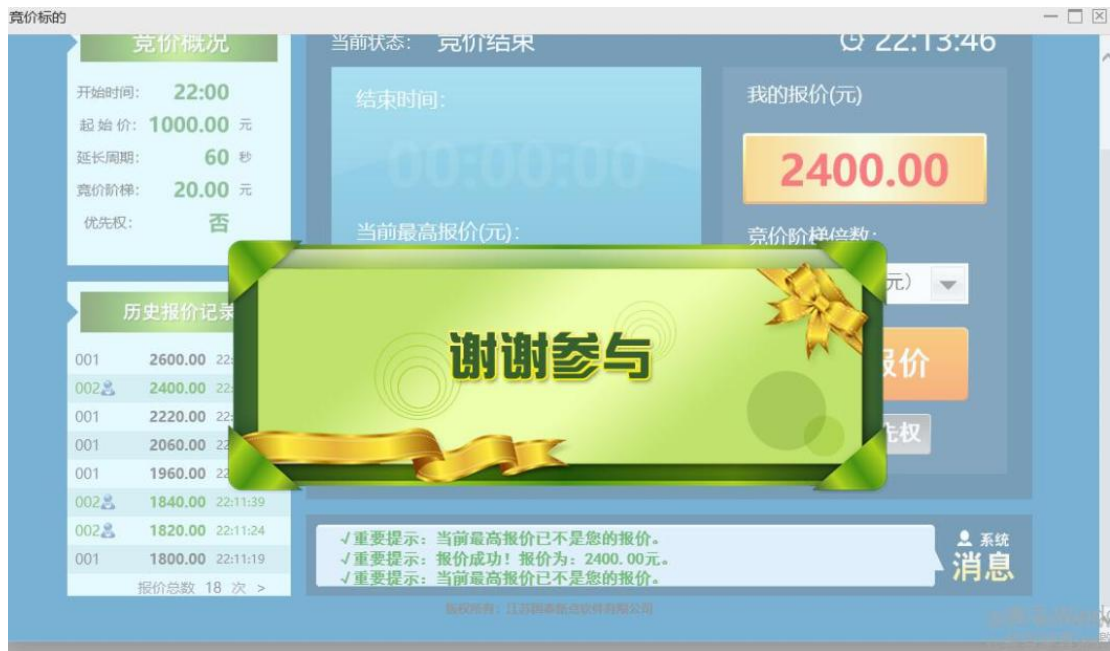 竞价标的
竞价概况
开始时间: 22:00
起始价: 1000.00 元
延长周期: 60 秒
竞价阶梯: 20.00 元
优先权: 否
历史报价记录
001 2600.00 22:
002 2400.00 22:
001 2220.00 22:
001 2060.00 22
001 1960.00 22
002 1840.00 22:11:39
002 1820.00 22:11:24
001 1800.00 22:11:19
报价总数 18 次 >
当前状态: 竞价结束
22:13:46
结束时间:
00:00:00
当前最高报价(元):
我的报价(元)
2400.00
竞价阶梯倍数:
元)
报价
先权
谢谢参与
√重要提示: 当前最高报价已不是您的报价。
√重要提示: 报价成功! 报价为: 2400.00元。
√重要提示: 当前最高报价已不是您的报价。
系统
消息